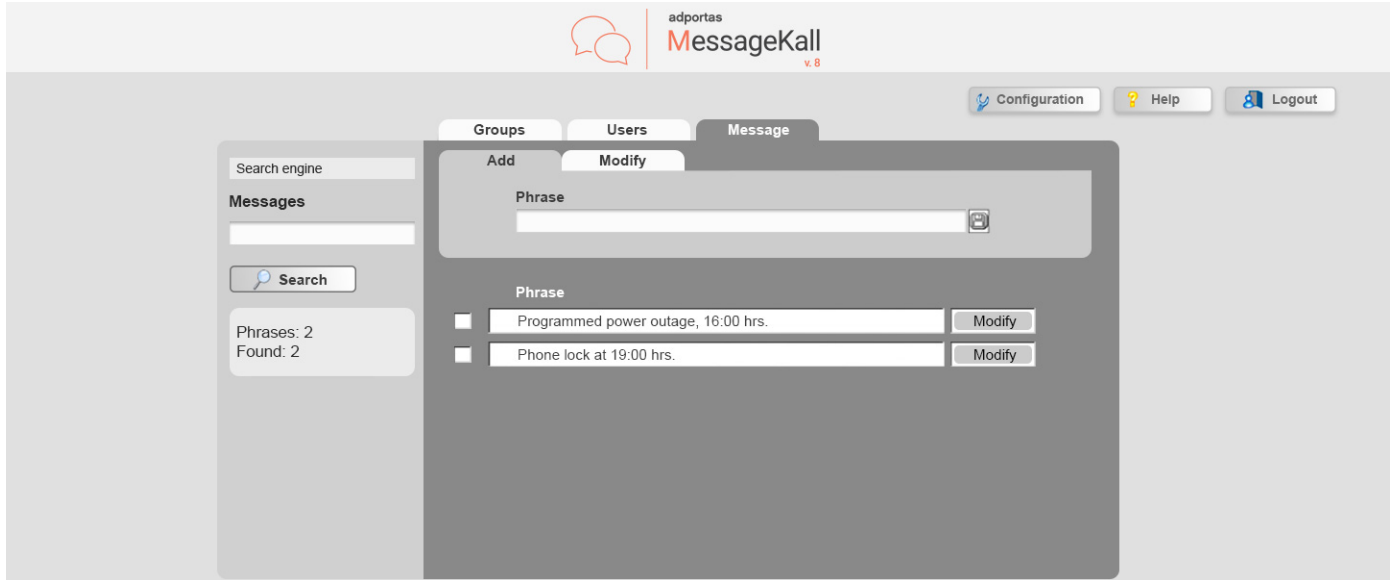 adportas
MessageKall
v. 8
Configuration
Help
Logout
Groups
Users
Message
Search engine
Messages
Search
Phrases: 2
Found: 2
Add
Modify
Phrase
Phrase
Programmed power outage, 16:00 hrs.
Modify
Phone lock at 19:00 hrs.
Modify